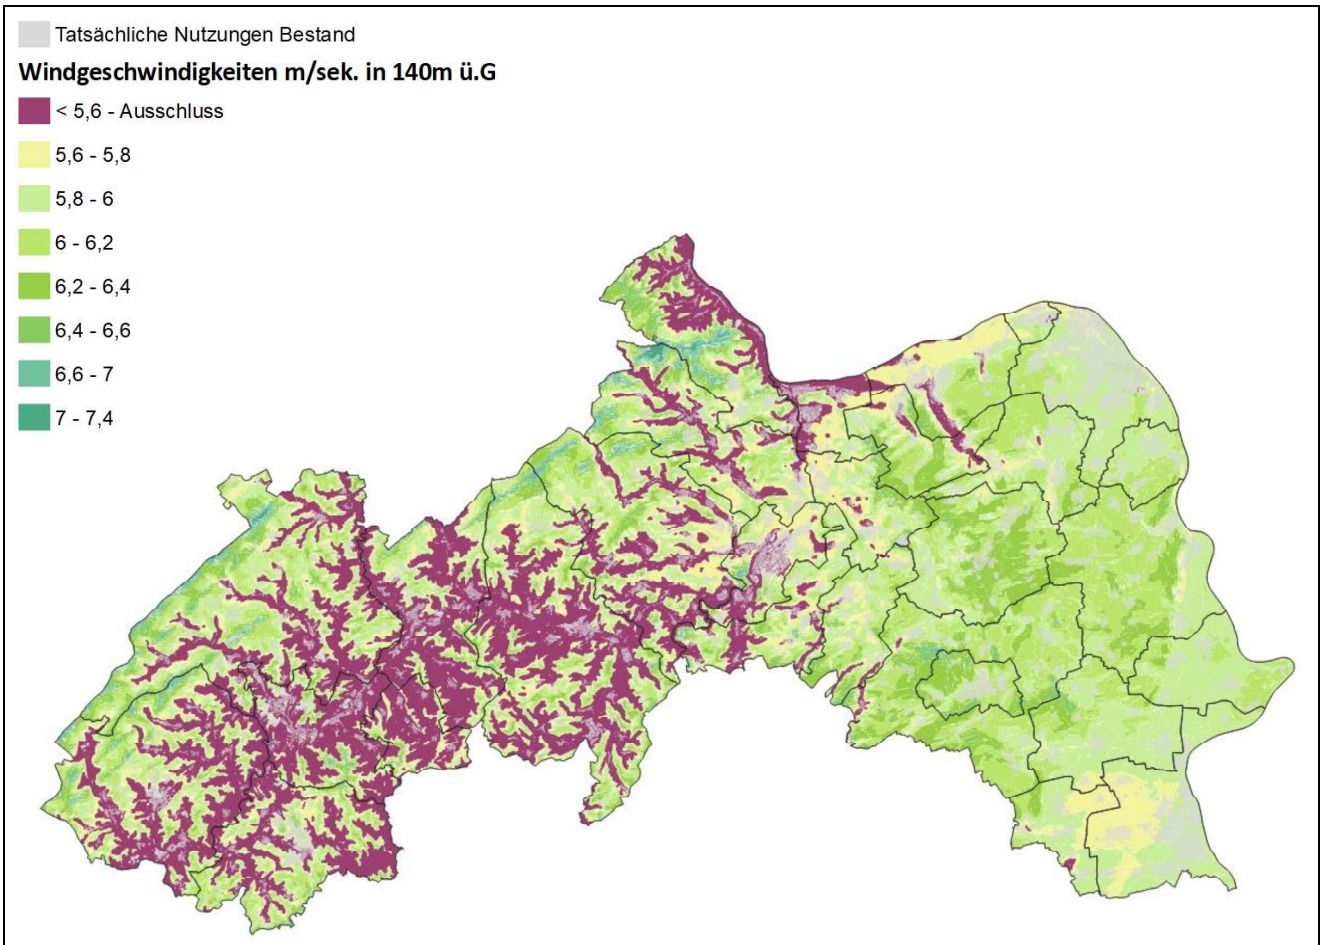 Tatsächliche Nutzungen Bestand
Windgeschwindigkeiten m/sek. in 140m ü.G
< 5,6 - Ausschluss
5,6 - 5,8
5,8 - 6
6 - 6,2
6,2 - 6,4
6,4 - 6,6
6,6 - 7
7 - 7,4